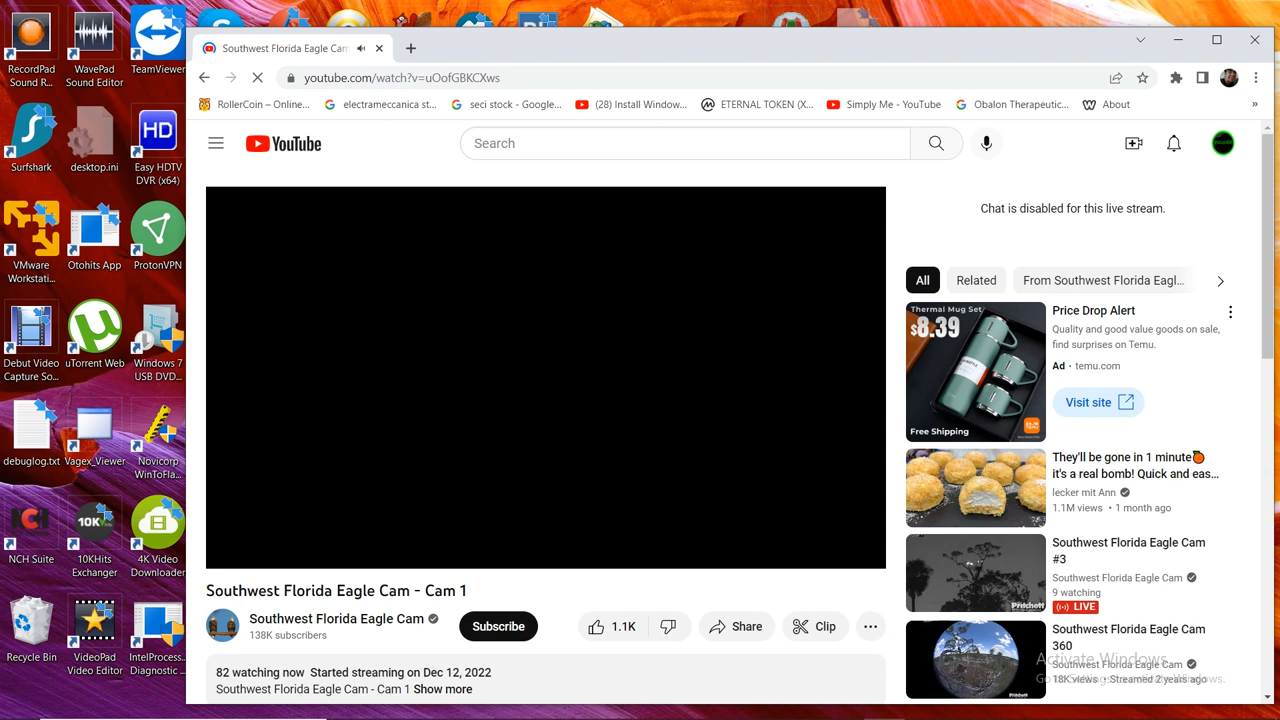 RecordPad
Sound R...
WavePad
Sound Editor
TeamViewer
Surfshark
desktop.ini
HD
Easy HDTV
DVR (x64)
VMware
Workstati...
Otohits App
ProtonVPN
Debut Video
Capture So...
uTorrent Web
Windows 7
USB DVD...
debuglog.txt
Vagex_Viewer
Novicorp
WinToFla...
NCH
NCH Suite
10KHits
Exchanger
4K Video
Downloader
Recycle Bin
VideoPad
Video Editor
IntelProcess...
Diagnostic ...
Southwest Florida Eagle Cam
youtube.com/watch?v=uOofGBKCXws
RollerCoin – Online...
electrameccanica st...
seci stock - Google...
(28) Install Window...
ETERNAL TOKEN (X...
Simply Me - YouTube
Obalon Therapeutic...
About
»
YouTube
Search
Chat is disabled for this live stream.
All
Related
From Southwest Florida Eagl...
Thermal Mug Set
$8.39
Free Shipping
Price Drop Alert
Quality and good value goods on sale,
find surprises on Temu.
Ad · temu.com
Visit site
They'll be gone in 1 minute🍊
it's a real bomb! Quick and eas...
lecker mit Ann
1.1M views · 1 month ago
Southwest Florida Eagle Cam
#3
Southwest Florida Eagle Cam
9 watching
LIVE
Pritchett
Southwest Florida Eagle Cam
360
Southwest Florida Eagle Cam
18K views · Streamed 2 years ago
Pritchett
Southwest Florida Eagle Cam - Cam 1
Southwest Florida Eagle Cam
138K subscribers
Subscribe
1.1K
Share
Clip
82 watching now Started streaming on Dec 12, 2022
Southwest Florida Eagle Cam - Cam 1 Show more
Activate Windows